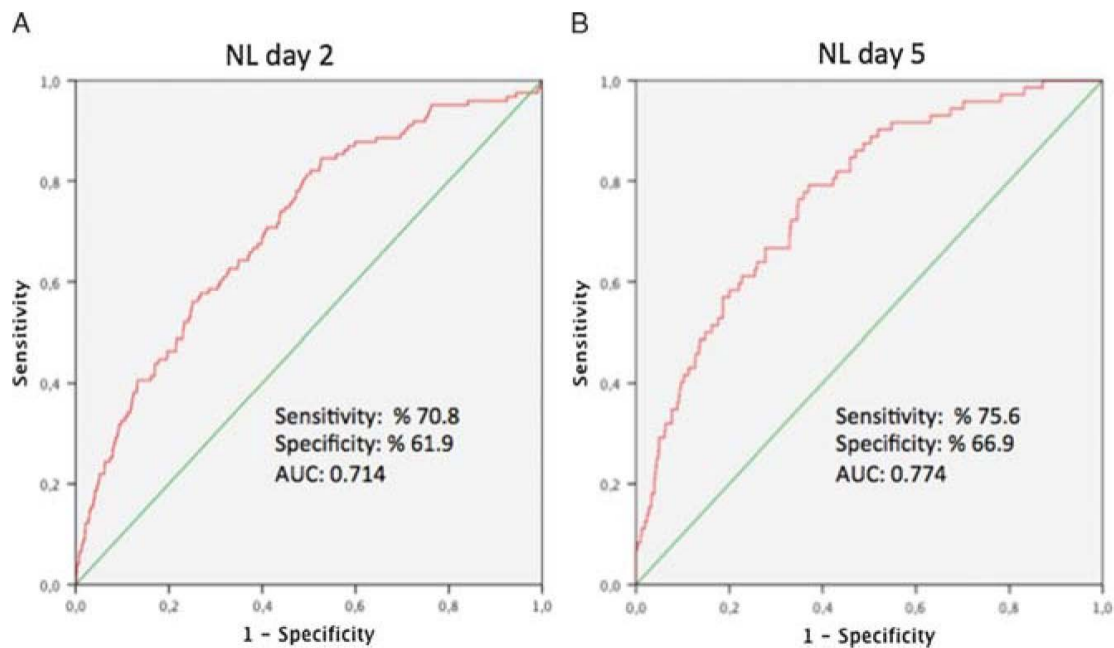 A
NL day 2
1,0
0,8
0,6
0,4
0,2
0,0
Sensitivity
Sensitivity: % 70.8
Specificity: % 61.9
AUC: 0.714
0,0 0,2 0,4 0,6 0,8 1,0
1 - Specificity
B
NL day 5
1,0
0,8
0,6
0,4
0,2
0,0
Sensitivity
Sensitivity: % 75.6
Specificity: % 66.9
AUC: 0.774
0,0 0,2 0,4 0,6 0,8 1,0
1 - Specificity